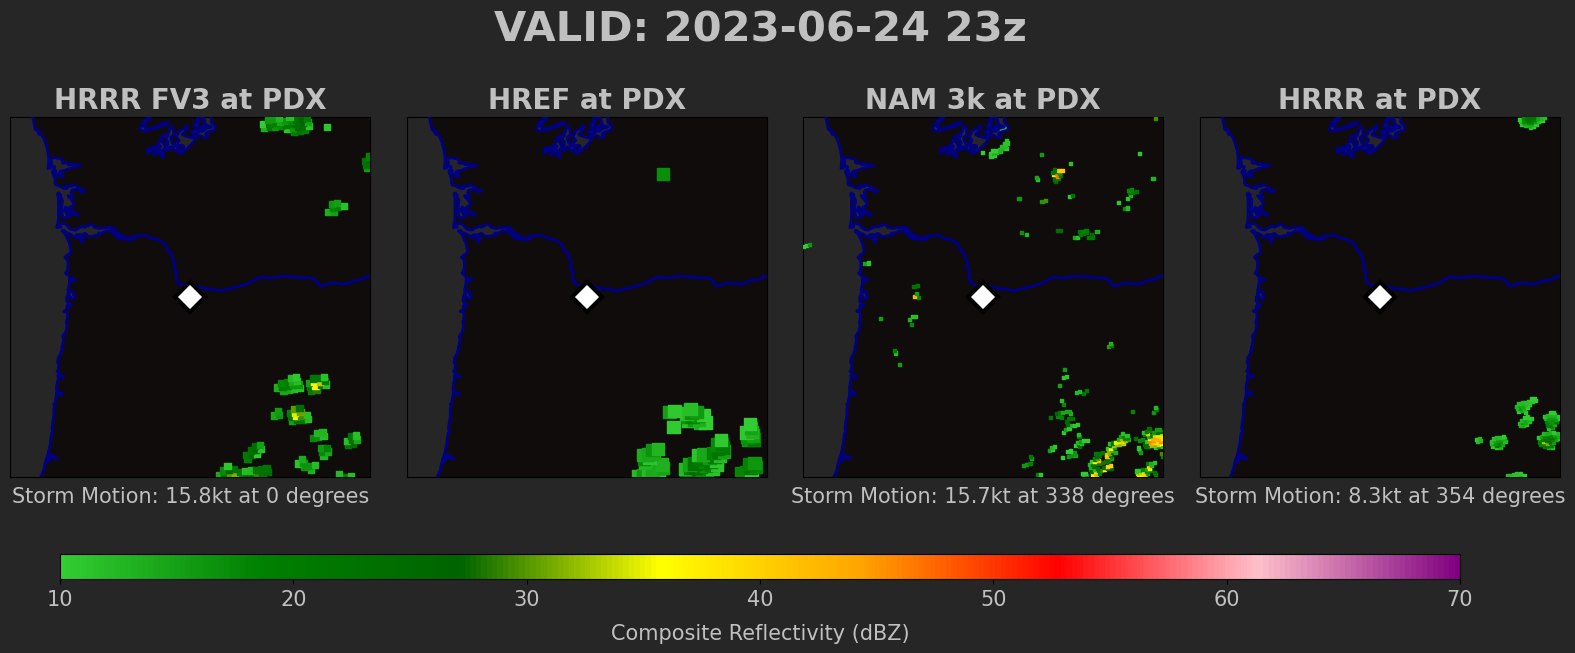 VALID: 2023-06-24 23z
HRRR FV3 at PDX
HREF at PDX
NAM 3k at PDX
HRRR at PDX
Storm Motion: 15.8kt at 0 degrees
Storm Motion: 15.7kt at 338 degrees
Storm Motion: 8.3kt at 354 degrees
10 20 30 40 50 60 70
Composite Reflectivity (dBZ)